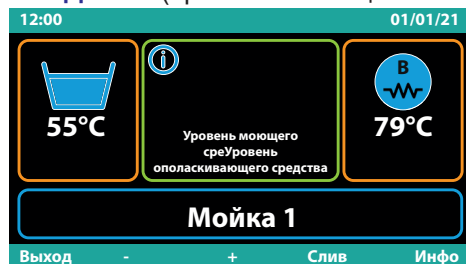 12:00 01/01/21
B
55°C 79°C
Уровень моющего
среУровень
ополаскивающего средства
Мойка 1
Выход - + Слив Инфо